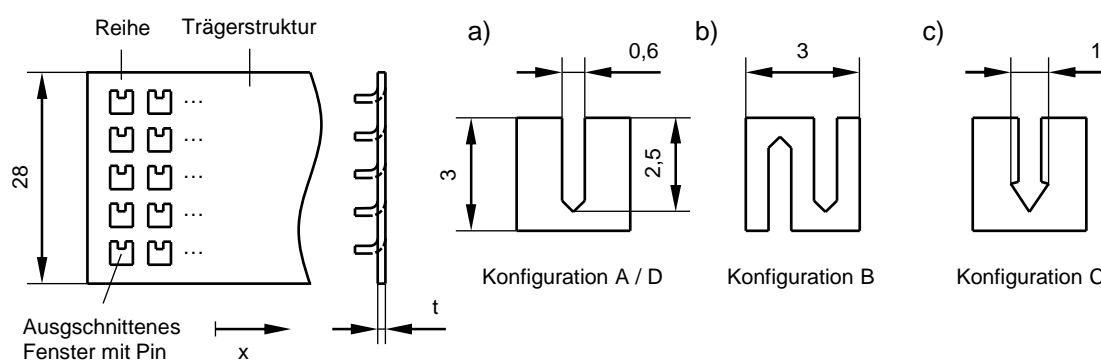 Reihe Trägerstruktur
a) b) c)
0,6 3 1
28
...
...
...
...
...
3 2,5
Konfiguration A / D Konfiguration B Konfiguration C
t
Ausgschnittenes
Fenster mit Pin x